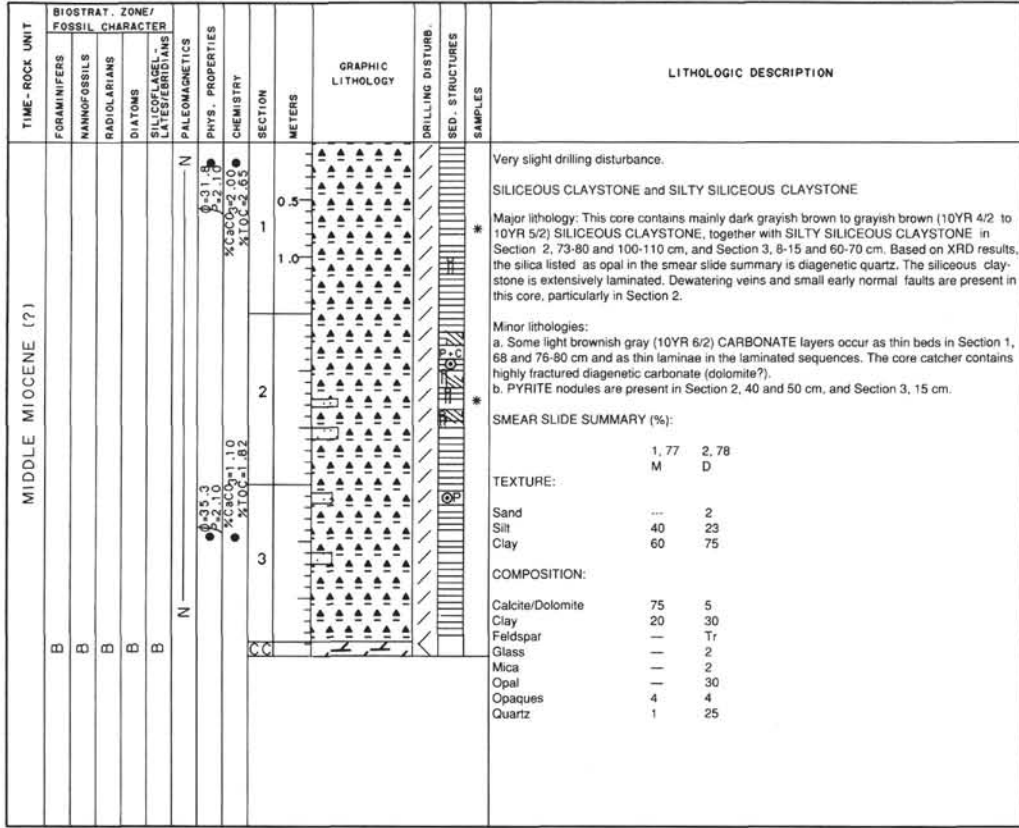 TIME-ROCK UNIT
BIOSTRAT. ZONE/
FOSSIL CHARACTER
FORAMINIFERS
NANNOFOSSILS
RADIOLARIANS
DIATOMS
SILICOFLAGEL-
LATES/EBRIDIANS
PALEOMAGNETICS
PHYS. PROPERTIES
CHEMISTRY
SECTION
METERS
GRAPHIC
LITHOLOGY
DRILLING DISTURB.
SED. STRUCTURES
SAMPLES
LITHOLOGIC DESCRIPTION
MIDDLE MIOCENE (?)
B
B
B
B
B
N
N
Φ=31.8
ρ=2.10
Φ=35.3
ρ=2.10
%CaCO3=2.00
%TOC=2.65
%CaCO3=1.10
%TOC=1.82
1
2
3
CC
0.5
1.0
P+C
P
*
*
Very slight drilling disturbance.
SILICEOUS CLAYSTONE and SILTY SILICEOUS CLAYSTONE
Major lithology: This core contains mainly dark grayish brown to grayish brown (10YR 4/2 to
10YR 5/2) SILICEOUS CLAYSTONE, together with SILTY SILICEOUS CLAYSTONE in
Section 2, 73-80 and 100-110 cm, and Section 3, 8-15 and 60-70 cm. Based on XRD results,
the silica listed as opal in the smear slide summary is diagenetic quartz. The siliceous clay-
stone is extensively laminated. Dewatering veins and small early normal faults are present in
this core, particularly in Section 2.
Minor lithologies:
a. Some light brownish gray (10YR 6/2) CARBONATE layers occur as thin beds in Section 1,
68 and 76-80 cm and as thin laminae in the laminated sequences. The core catcher contains
highly fractured diagenetic carbonate (dolomite?).
b. PYRITE nodules are present in Section 2, 40 and 50 cm, and Section 3, 15 cm.
SMEAR SLIDE SUMMARY (%):
1, 77 2, 78
M D
TEXTURE:
Sand --- 2
Silt 40 23
Clay 60 75
COMPOSITION:
Calcite/Dolomite 75 5
Clay 20 30
Feldspar — Tr
Glass — 2
Mica — 2
Opal — 30
Opaques 4 4
Quartz 1 25